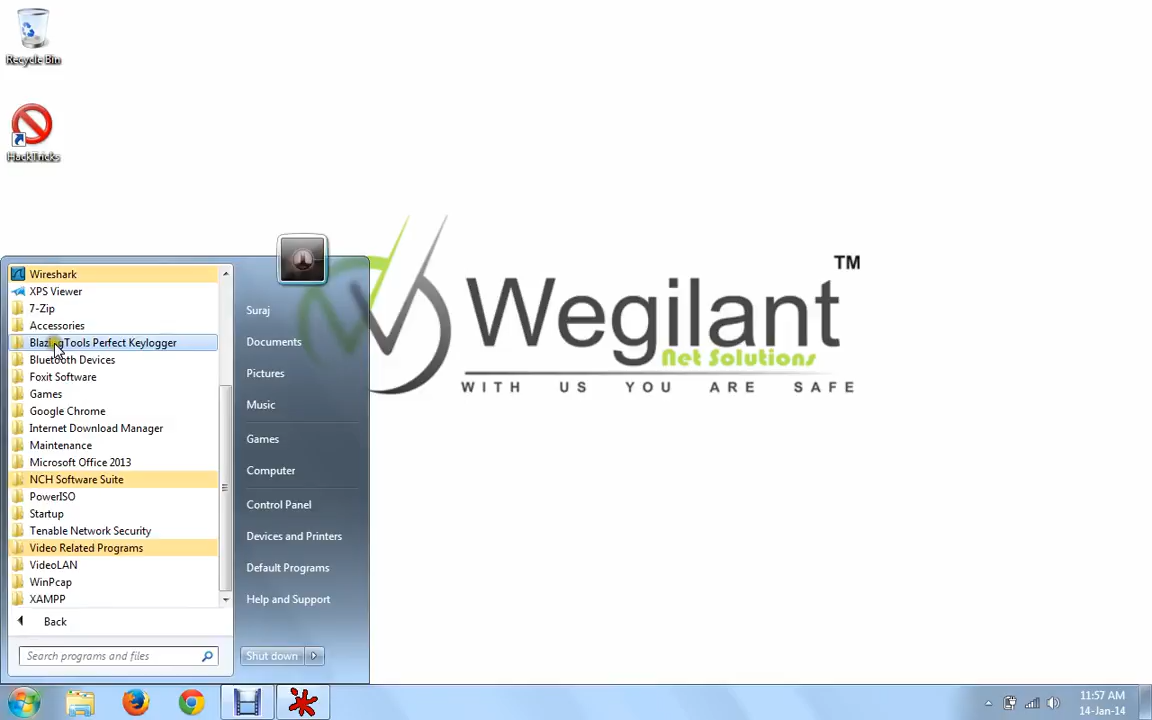 Recycle Bin
HackTricks
TM
Wegilant
Net Solutions
WITH US YOU ARE SAFE
Wireshark
XPS Viewer
7-Zip
Accessories
BlazingTools Perfect Keylogger
Bluetooth Devices
Foxit Software
Games
Google Chrome
Internet Download Manager
Maintenance
Microsoft Office 2013
NCH Software Suite
PowerISO
Startup
Tenable Network Security
Video Related Programs
VideoLAN
WinPcap
XAMPP
Back
Search programs and files
Suraj
Documents
Pictures
Music
Games
Computer
Control Panel
Devices and Printers
Default Programs
Help and Support
Shut down
11:57 AM
14-Jan-14